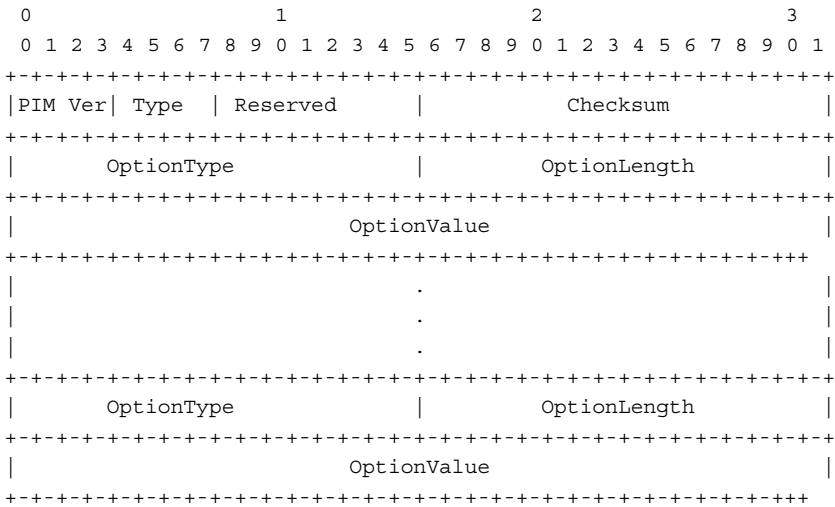 0                   1                   2                   3
 0 1 2 3 4 5 6 7 8 9 0 1 2 3 4 5 6 7 8 9 0 1 2 3 4 5 6 7 8 9 0 1
+-+-+-+-+-+-+-+-+-+-+-+-+-+-+-+-+-+-+-+-+-+-+-+-+-+-+-+-+-+-+-+-+
|PIM Ver| Type  | Reserved      |           Checksum            |
+-+-+-+-+-+-+-+-+-+-+-+-+-+-+-+-+-+-+-+-+-+-+-+-+-+-+-+-+-+-+-+-+
|       OptionType              |         OptionLength          |
+-+-+-+-+-+-+-+-+-+-+-+-+-+-+-+-+-+-+-+-+-+-+-+-+-+-+-+-+-+-+-+-+
|                          OptionValue                          |
+-+-+-+-+-+-+-+-+-+-+-+-+-+-+-+-+-+-+-+-+-+-+-+-+-+-+-+-+-+-+++
|                               .                               |
|                               .                               |
|                               .                               |
+-+-+-+-+-+-+-+-+-+-+-+-+-+-+-+-+-+-+-+-+-+-+-+-+-+-+-+-+-+-+-+-+
|       OptionType              |         OptionLength          |
+-+-+-+-+-+-+-+-+-+-+-+-+-+-+-+-+-+-+-+-+-+-+-+-+-+-+-+-+-+-+-+-+
|                          OptionValue                          |
+-+-+-+-+-+-+-+-+-+-+-+-+-+-+-+-+-+-+-+-+-+-+-+-+-+-+-+-+-+-+++